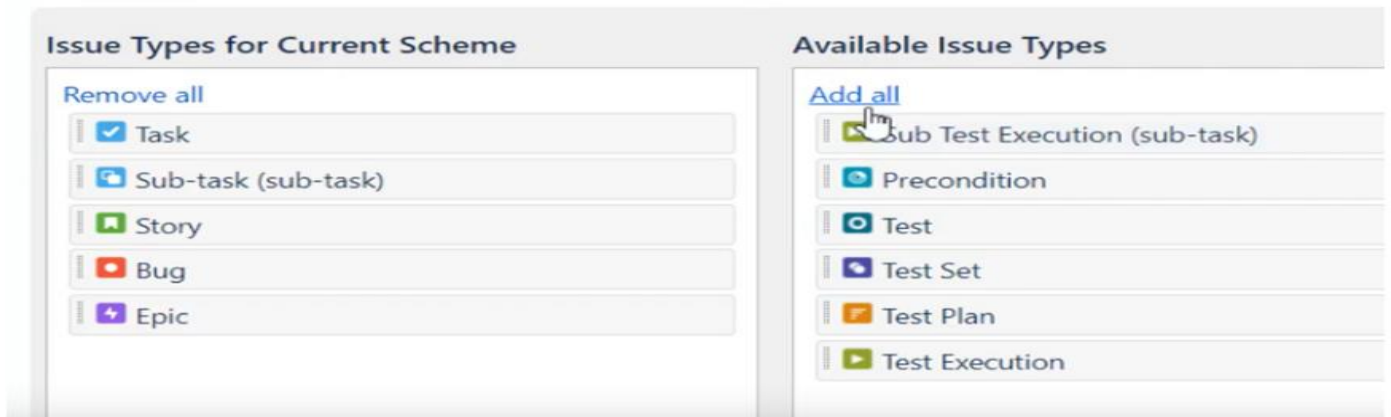 Issue Types for Current Scheme
Remove all
Task
Sub-task (sub-task)
Story
Bug
Epic
Available Issue Types
Add all
Sub Test Execution (sub-task)
Precondition
Test
Test Set
Test Plan
Test Execution